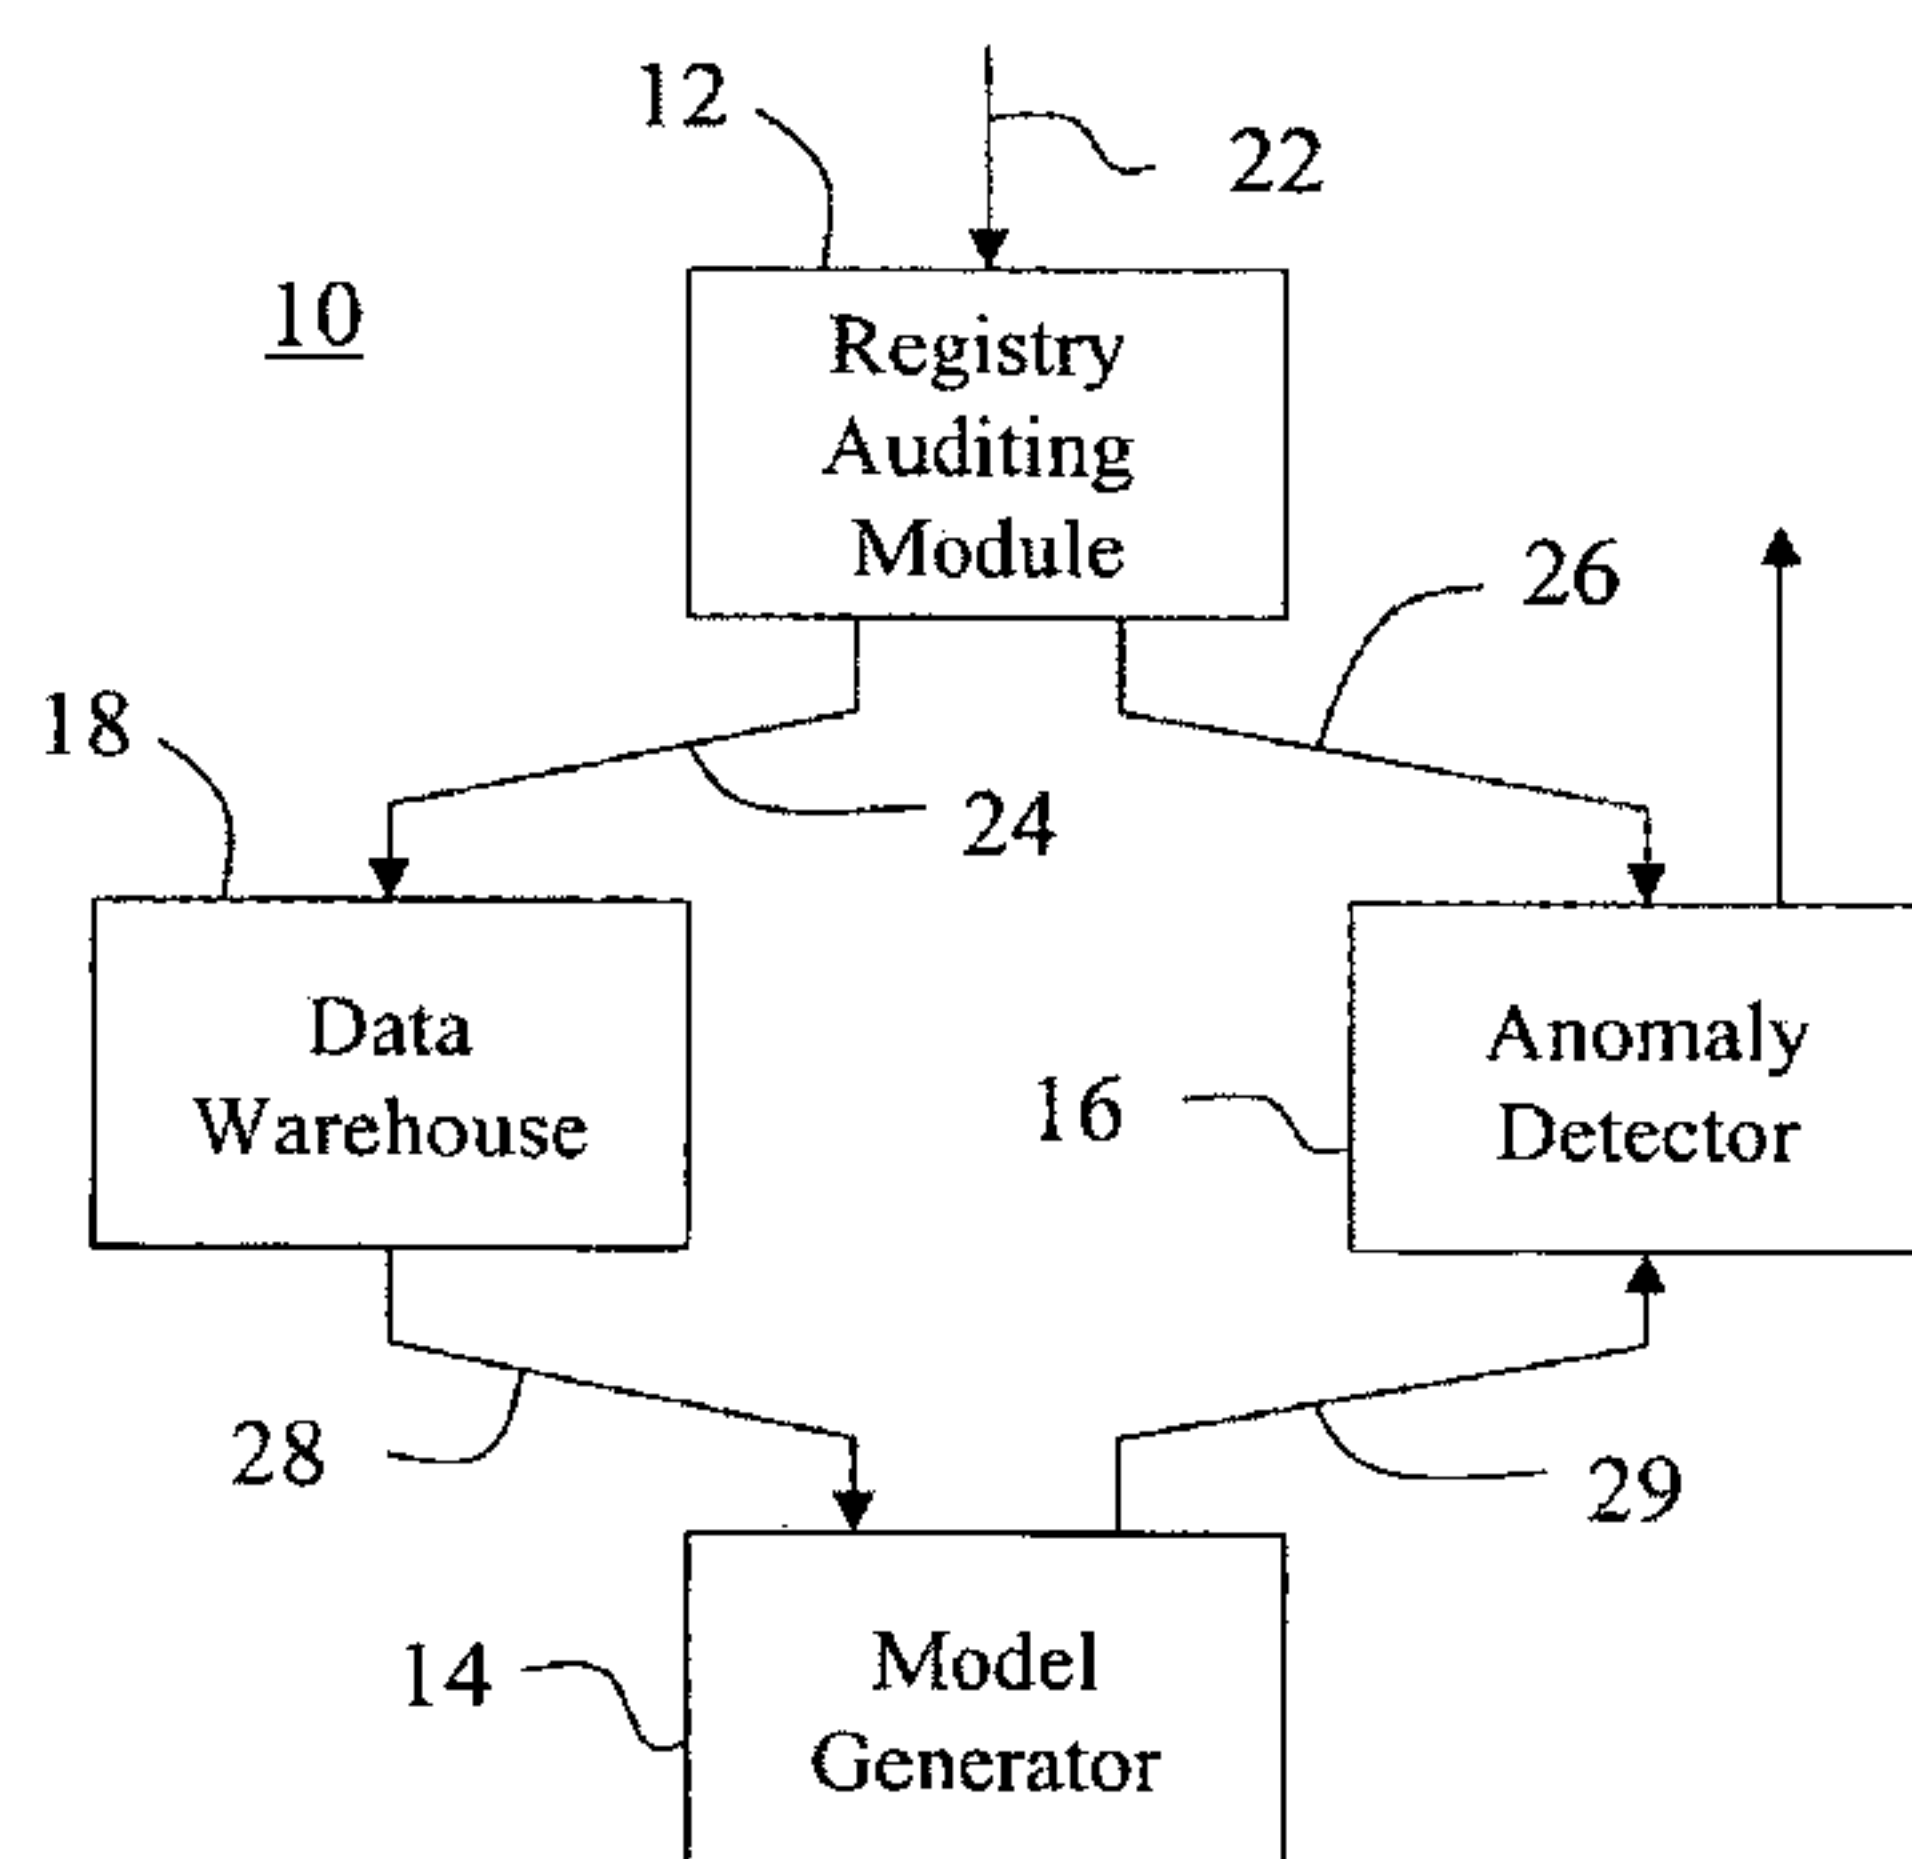 12
22
10
Registry
Auditing
Module
26
18
24
Data
Warehouse
Anomaly
Detector
16
28
29
14
Model
Generator